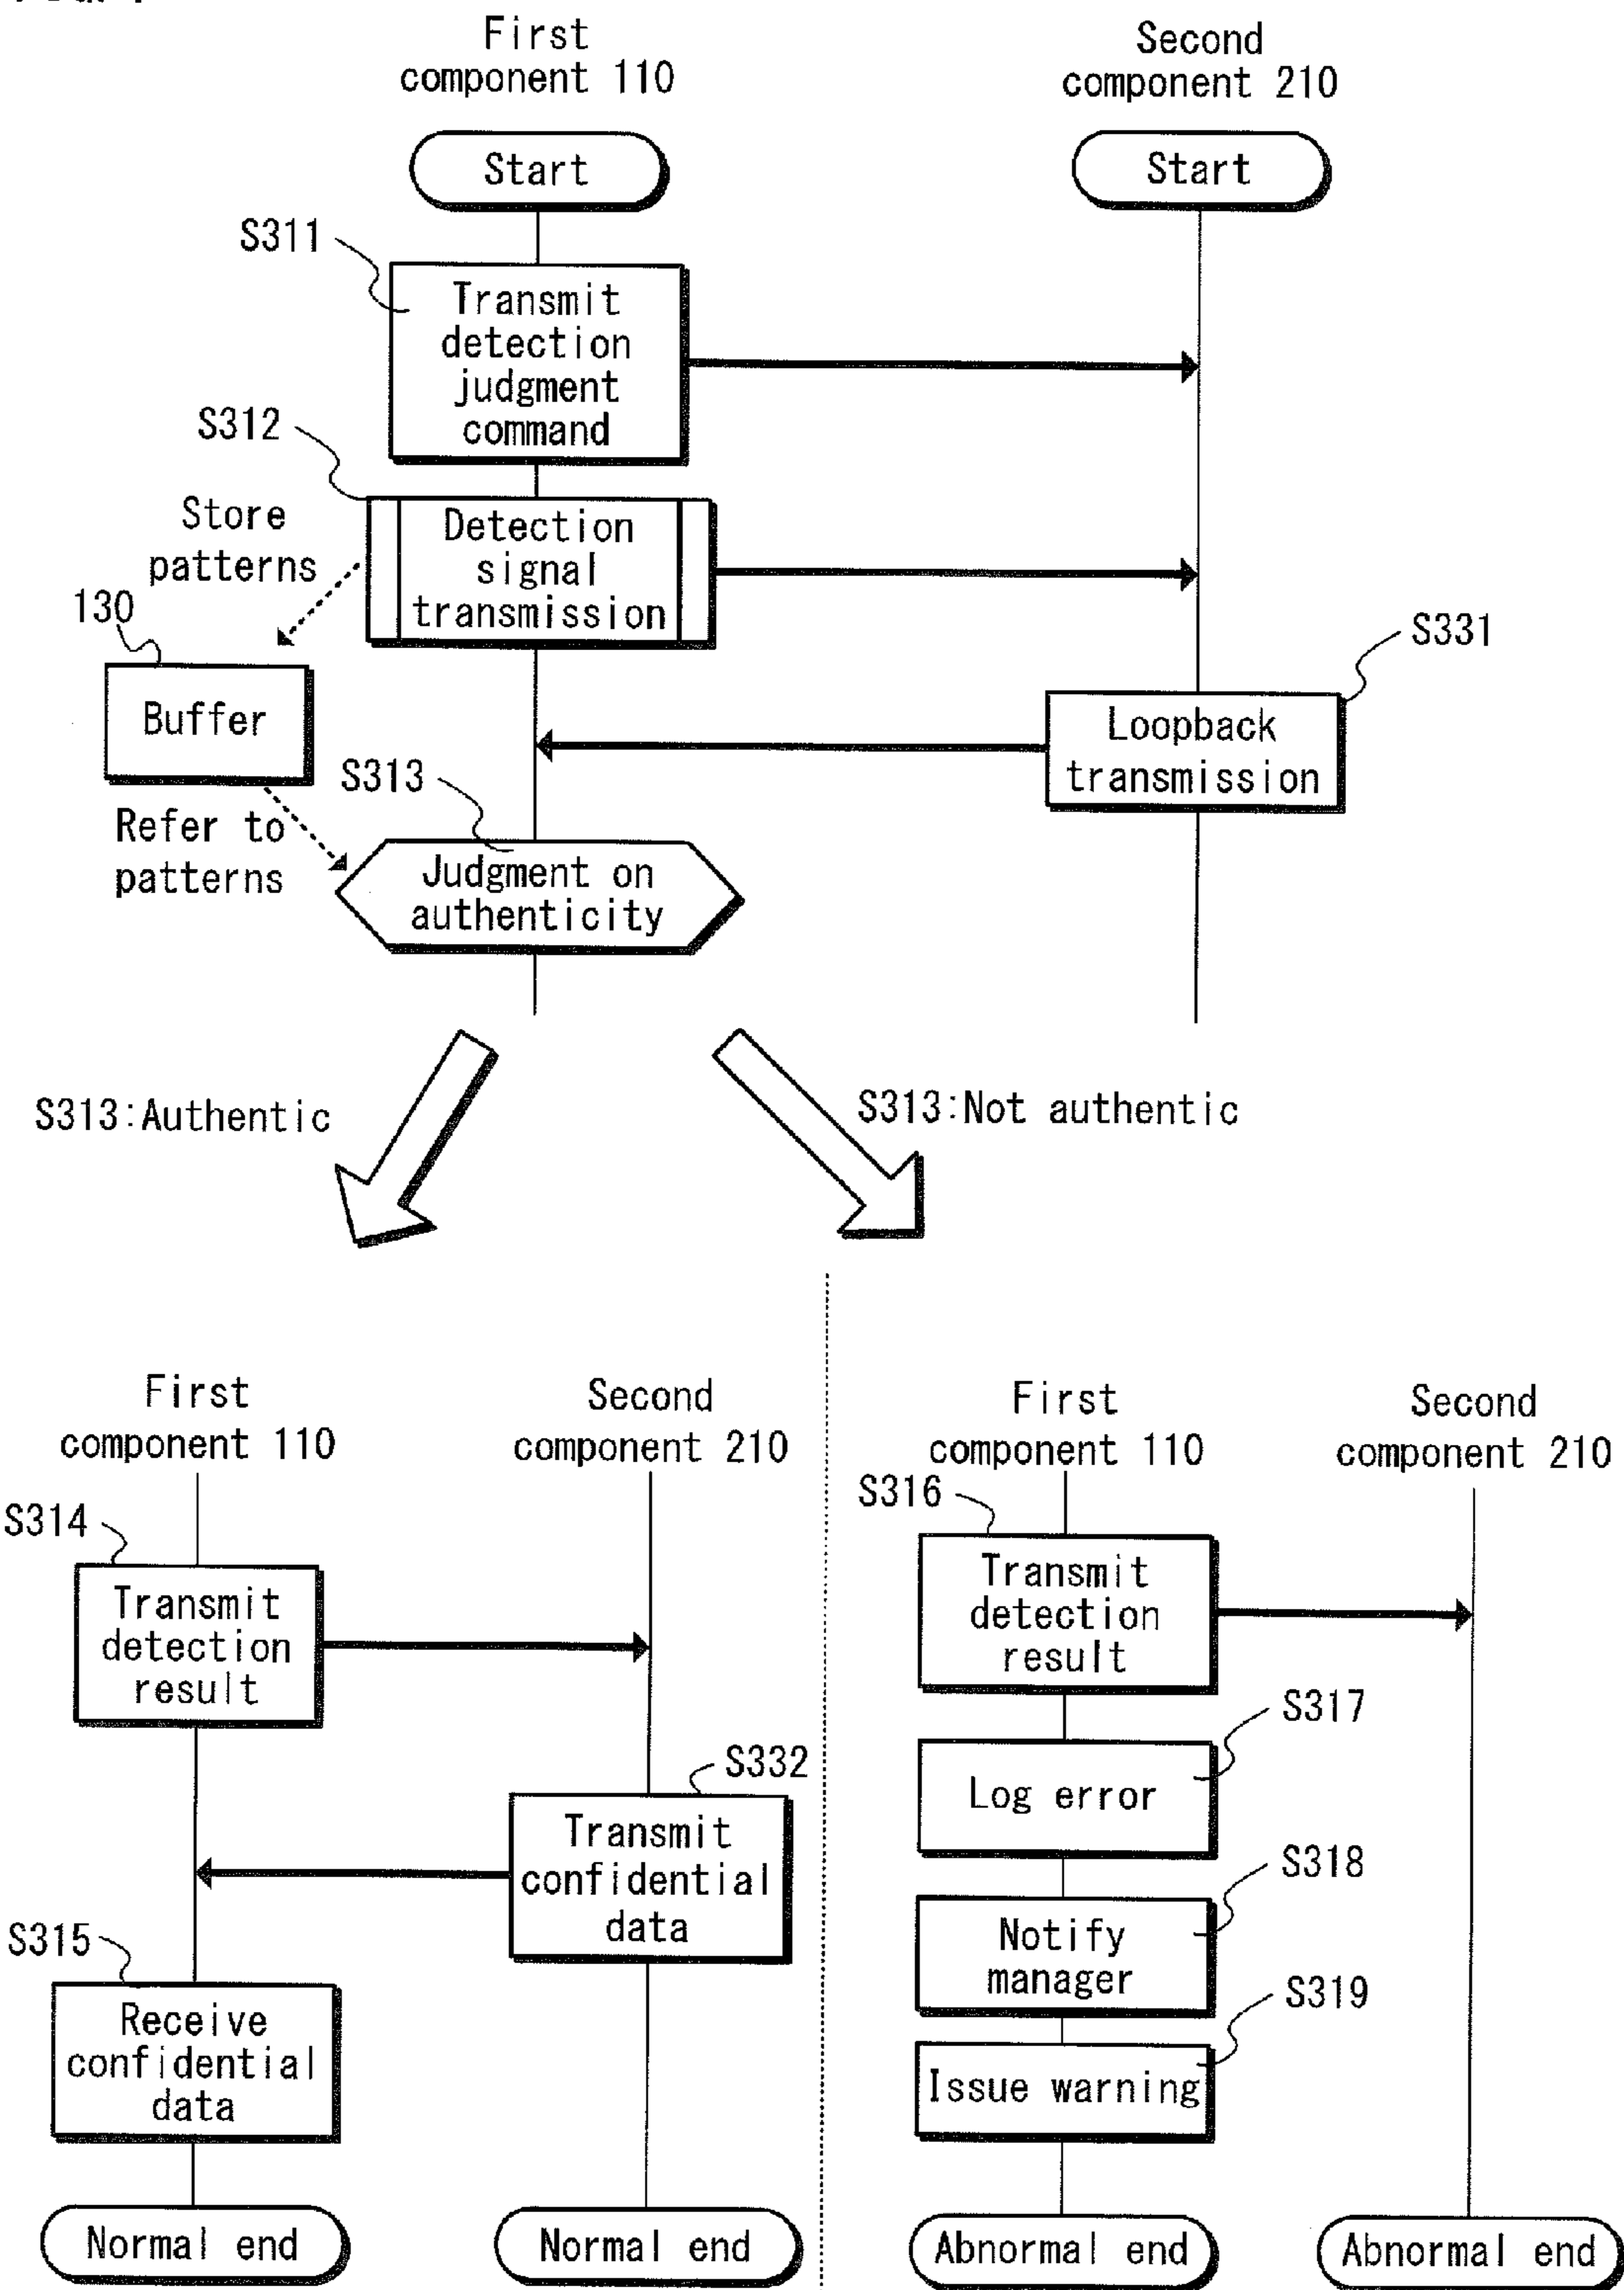 First
component 110
Second
component 210
Start
Start
S311
Transmit
detection
judgment
command
S312
Store
patterns
Detection
signal
transmission
130
Buffer
S331
Loopback
transmission
S313
Refer to
patterns
Judgment on
authenticity
S313:Authentic
S313:Not authentic
First
component 110
Second
component 210
S314
Transmit
detection
result
S332
Transmit
confidential
data
S315
Receive
confidential
data
Normal end
Normal end
First
component 110
Second
component 210
S316
Transmit
detection
result
S317
Log error
S318
Notify
manager
S319
Issue warning
Abnormal end
Abnormal end